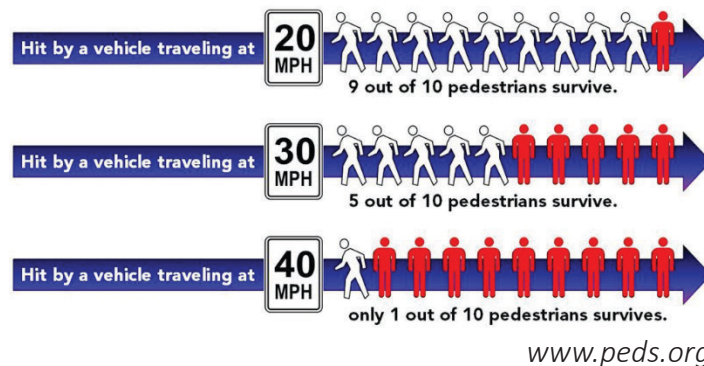 Hit by a vehicle traveling at 20 MPH
9 out of 10 pedestrians survive.
Hit by a vehicle traveling at 30 MPH
5 out of 10 pedestrians survive.
Hit by a vehicle traveling at 40 MPH
only 1 out of 10 pedestrians survives.
www.peds.org